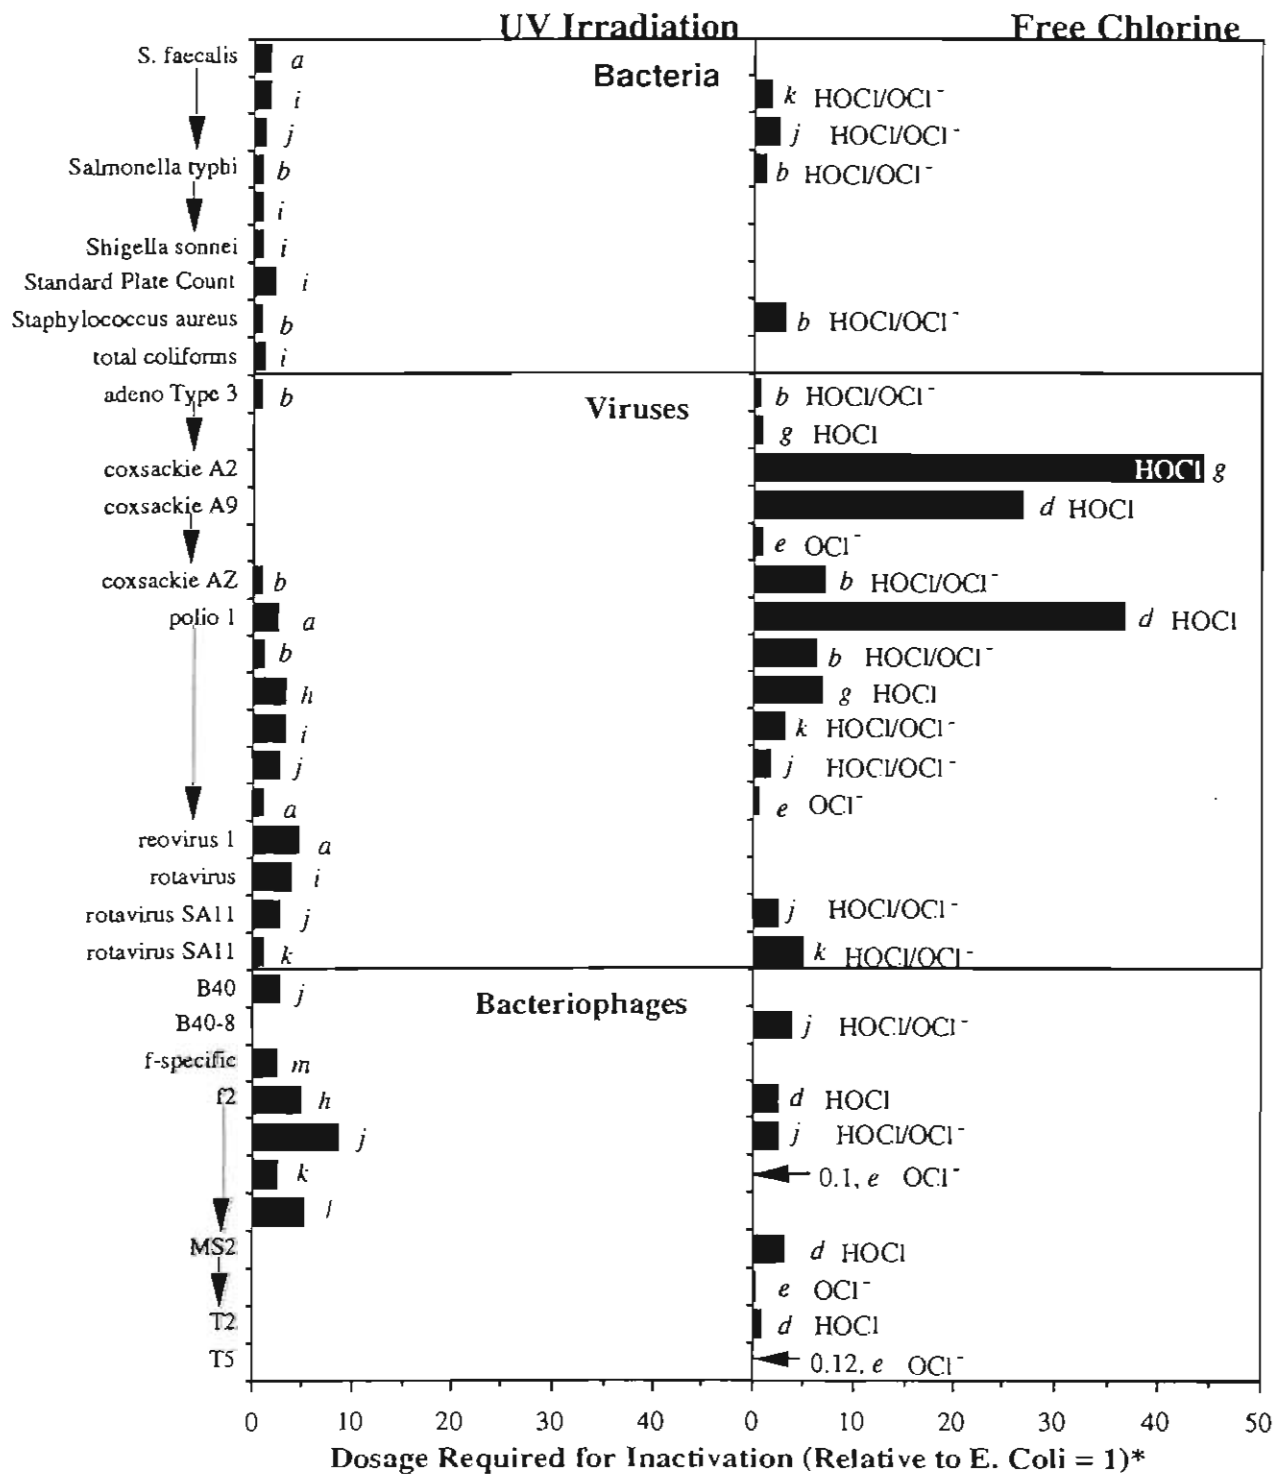 UV Irradiation Free Chlorine
S. faecalis a Bacteria
i k HOCl/OCl⁻
j j HOCl/OCl⁻
Salmonella typhi b b HOCl/OCl⁻
i
Shigella sonnei i
Standard Plate Count i
Staphylococcus aureus b b HOCl/OCl⁻
total coliforms i
adeno Type 3 b Viruses b HOCl/OCl⁻
g HOCl
coxsackie A2 HOCl g
coxsackie A9 d HOCl
e OCl⁻
coxsackie AZ b b HOCl/OCl⁻
polio 1 a d HOCl
b b HOCl/OCl⁻
h g HOCl
i k HOCl/OCl⁻
j j HOCl/OCl⁻
a e OCl⁻
reovirus 1 a
rotavirus i
rotavirus SA11 j j HOCl/OCl⁻
rotavirus SA11 k k HOCl/OCl⁻
B40 j Bacteriophages
B40-8 j HOCl/OCl⁻
f-specific m
f2 h d HOCl
j j HOCl/OCl⁻
k 0.1, e OCl⁻
l
MS2 d HOCl
e OCl⁻
T2 d HOCl
T5 0.12, e OCl⁻
0 10 20 30 40 0 10 20 30 40 50
Dosage Required for Inactivation (Relative to E. Coli = 1)*